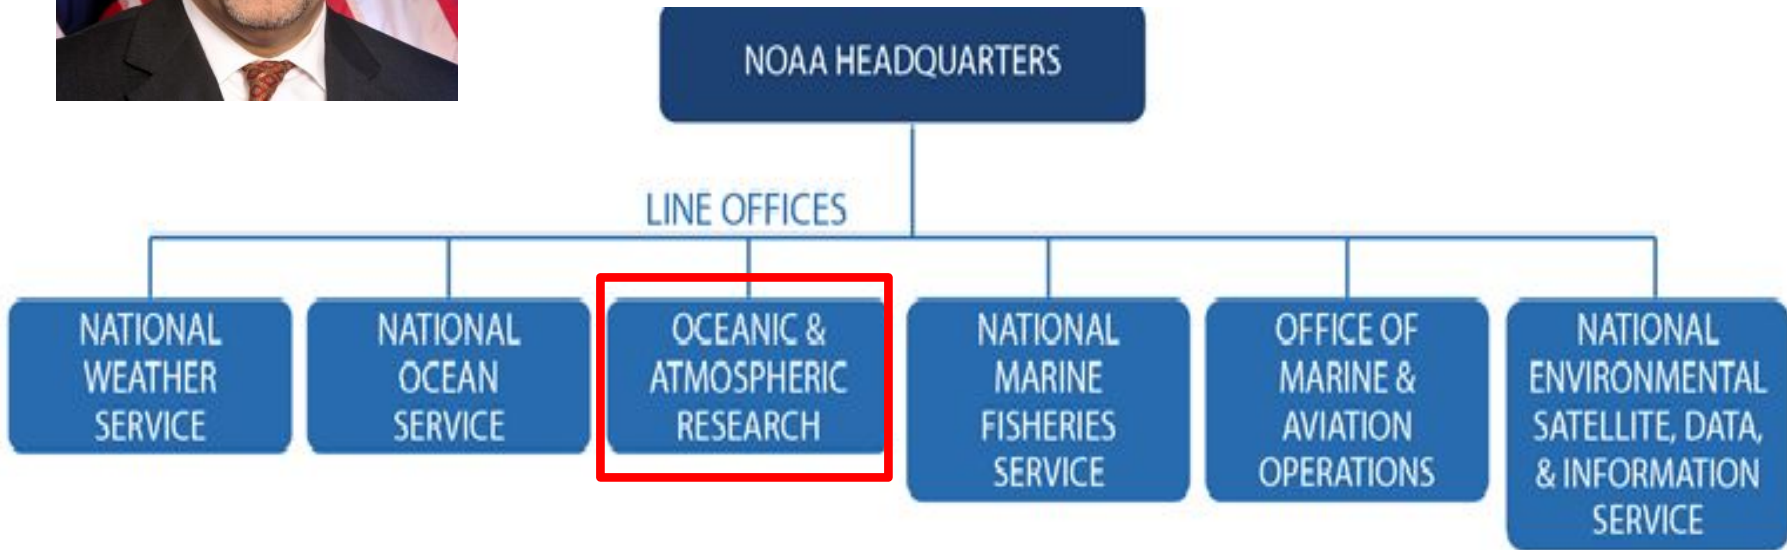 NOAA HEADQUARTERS
LINE OFFICES
NATIONAL
WEATHER
SERVICE
NATIONAL
OCEAN
SERVICE
OCEANIC &
ATMOSPHERIC
RESEARCH
NATIONAL
MARINE
FISHERIES
SERVICE
OFFICE OF
MARINE &
AVIATION
OPERATIONS
NATIONAL
ENVIRONMENTAL
SATELLITE, DATA,
& INFORMATION
SERVICE